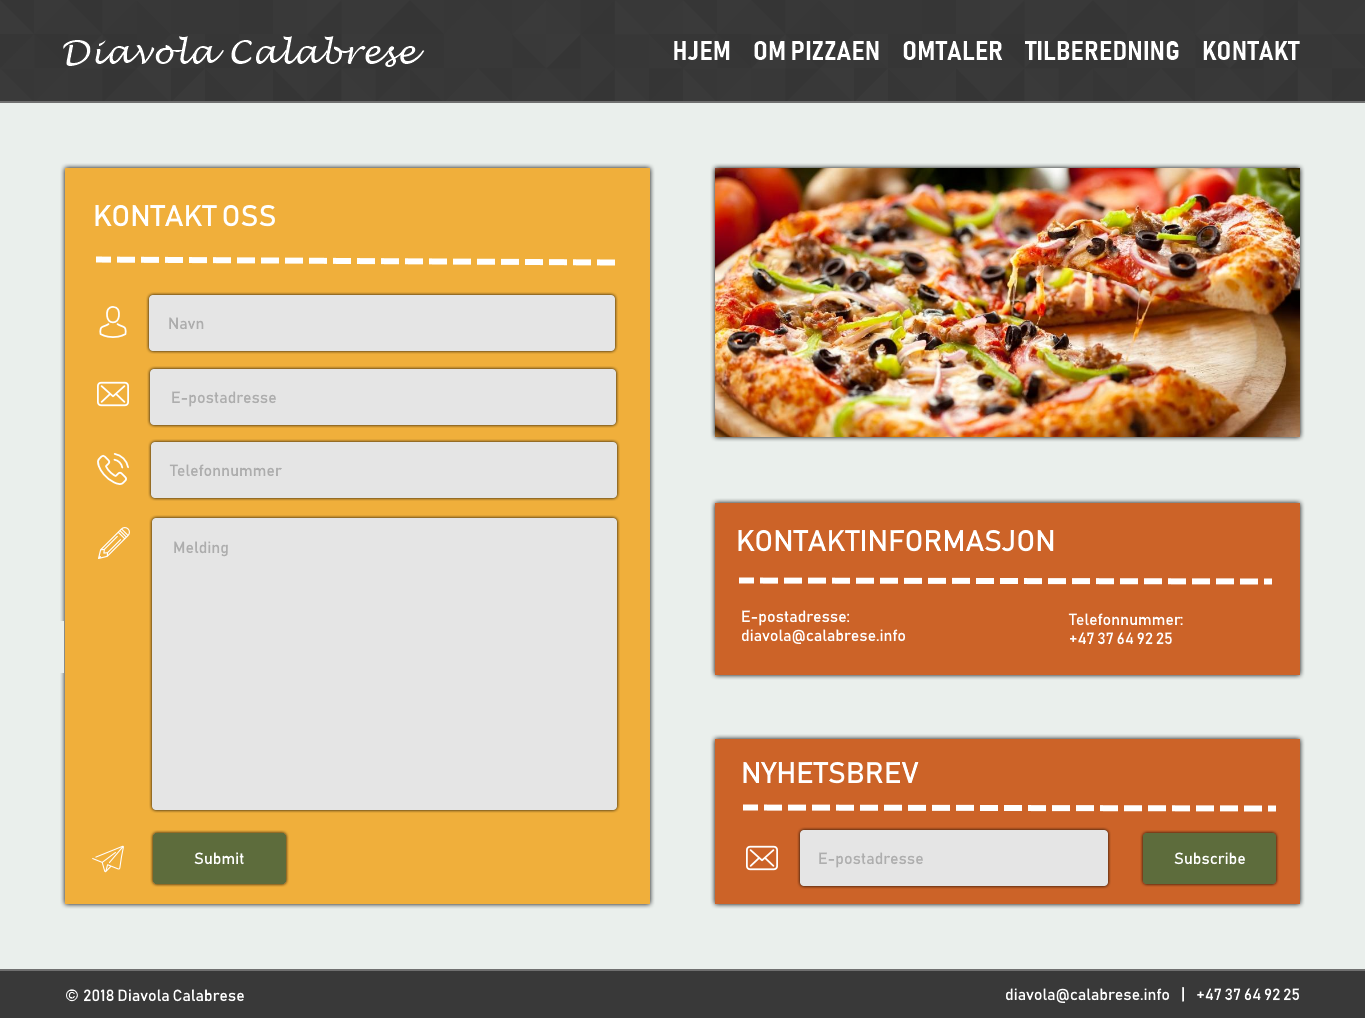 Diavola Calabrese
HJEM OM PIZZAEN OMTALER TILBEREDNING KONTAKT
KONTAKT OSS
Navn
E-postadresse
Telefonnummer
Melding
Submit
KONTAKTINFORMASJON
E-postadresse:
diavola@calabrese.info
Telefonnummer:
+47 37 64 92 25
NYHETSBREV
E-postadresse
Subscribe
© 2018 Diavola Calabrese
diavola@calabrese.info | +47 37 64 92 25